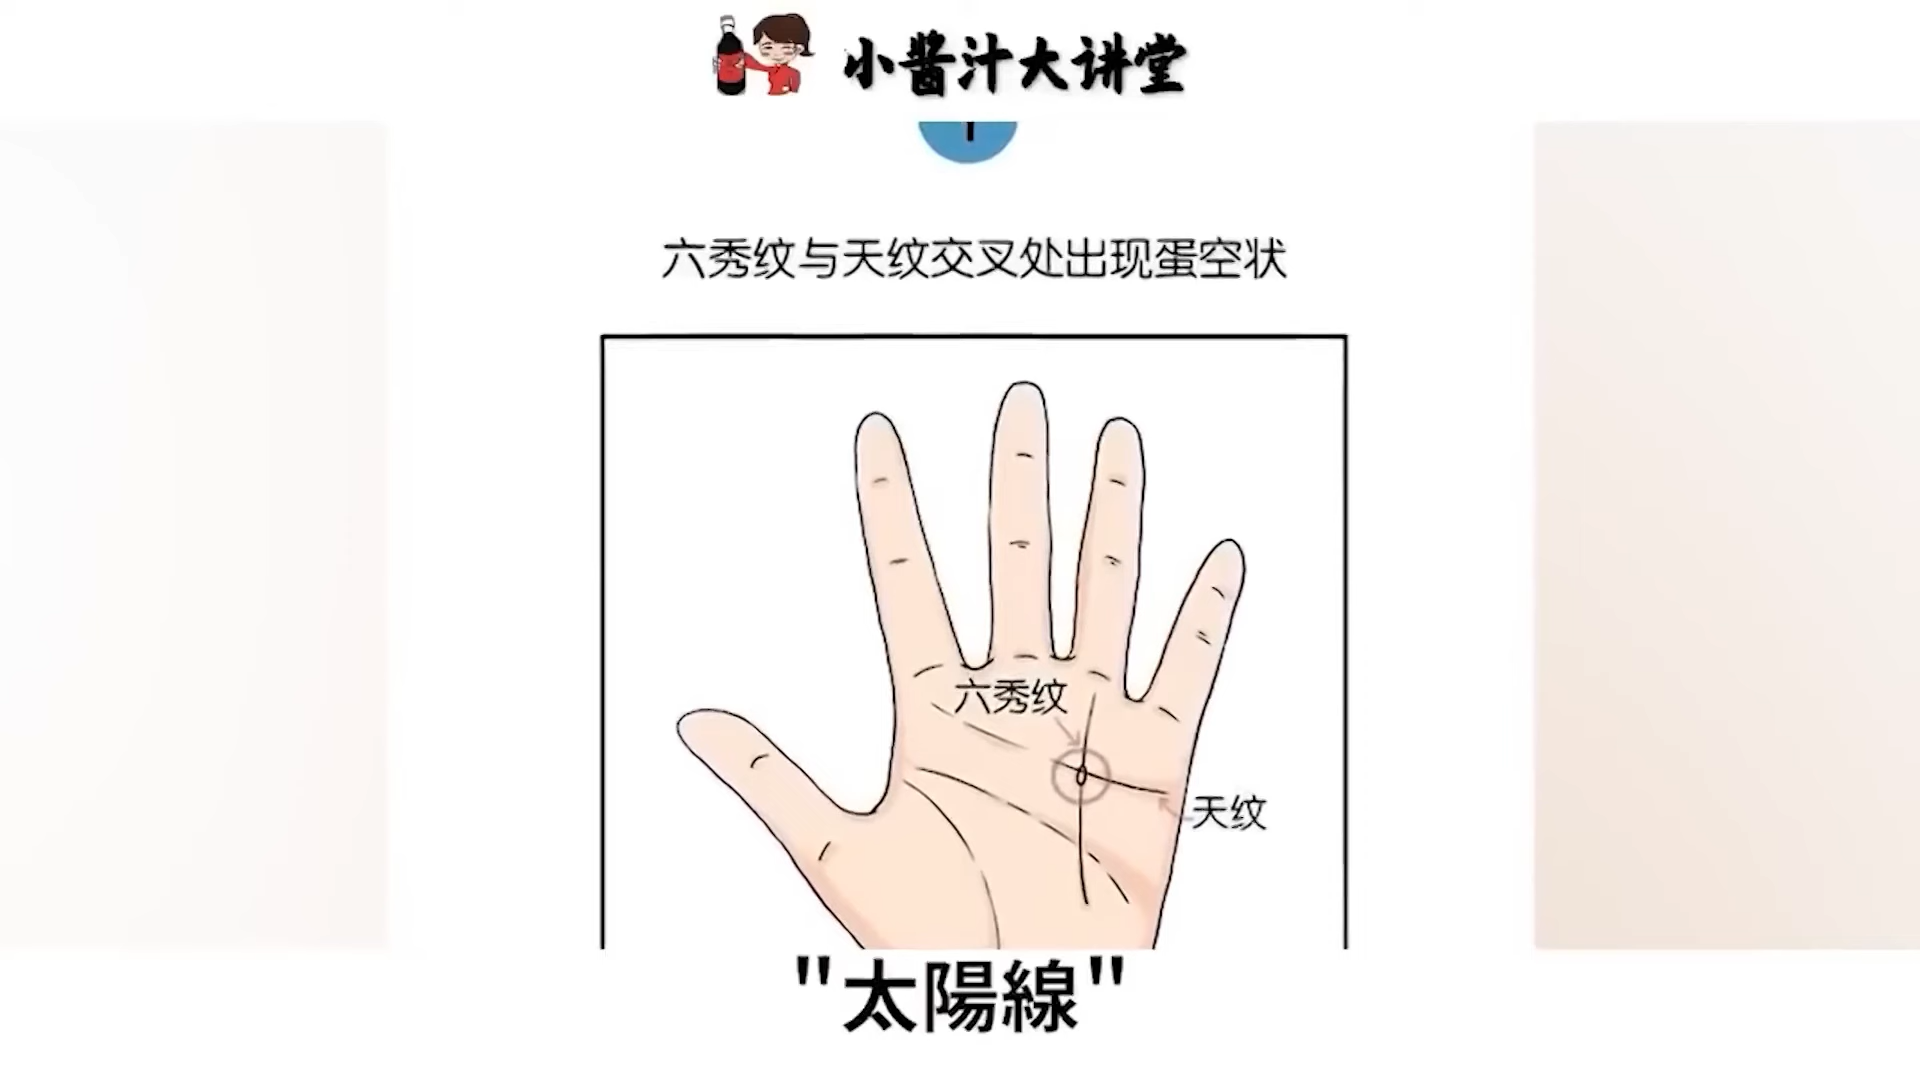 小酱汁大讲堂
六秀纹与天纹交叉处出现蛋空状
六秀纹
天纹
"太陽線"